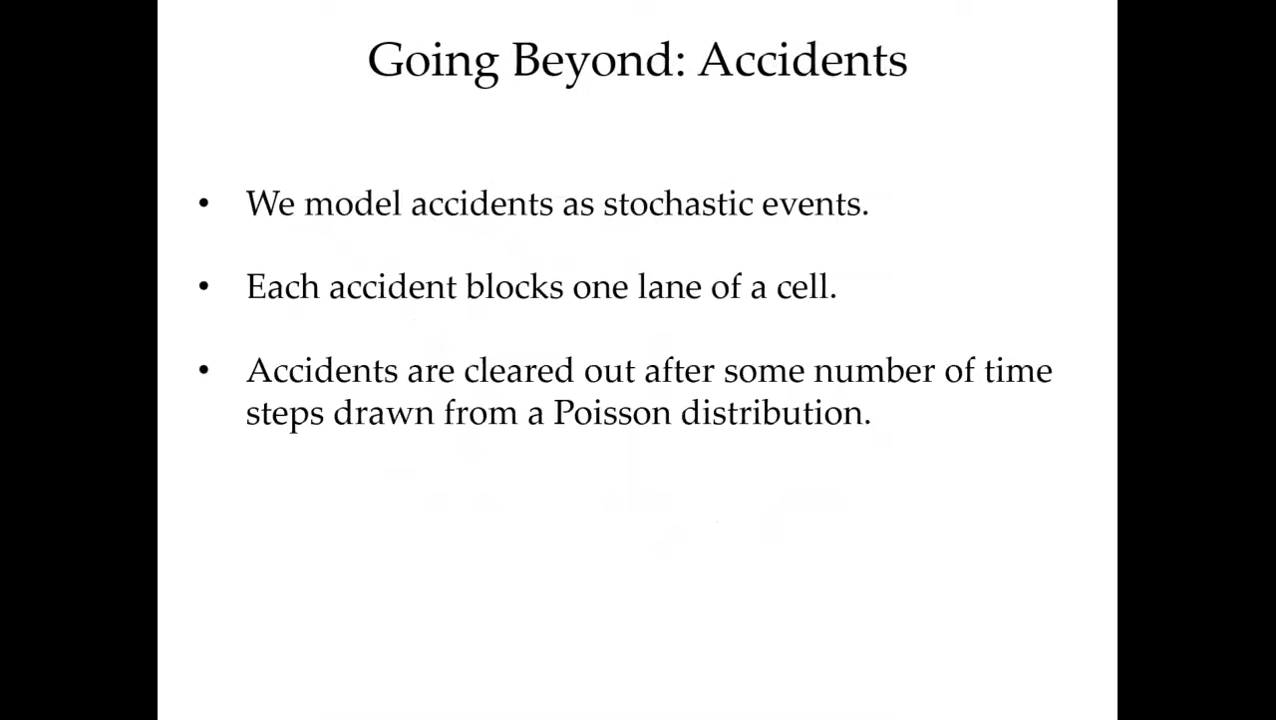 Going Beyond: Accidents
• We model accidents as stochastic events.
• Each accident blocks one lane of a cell.
• Accidents are cleared out after some number of time
steps drawn from a Poisson distribution.